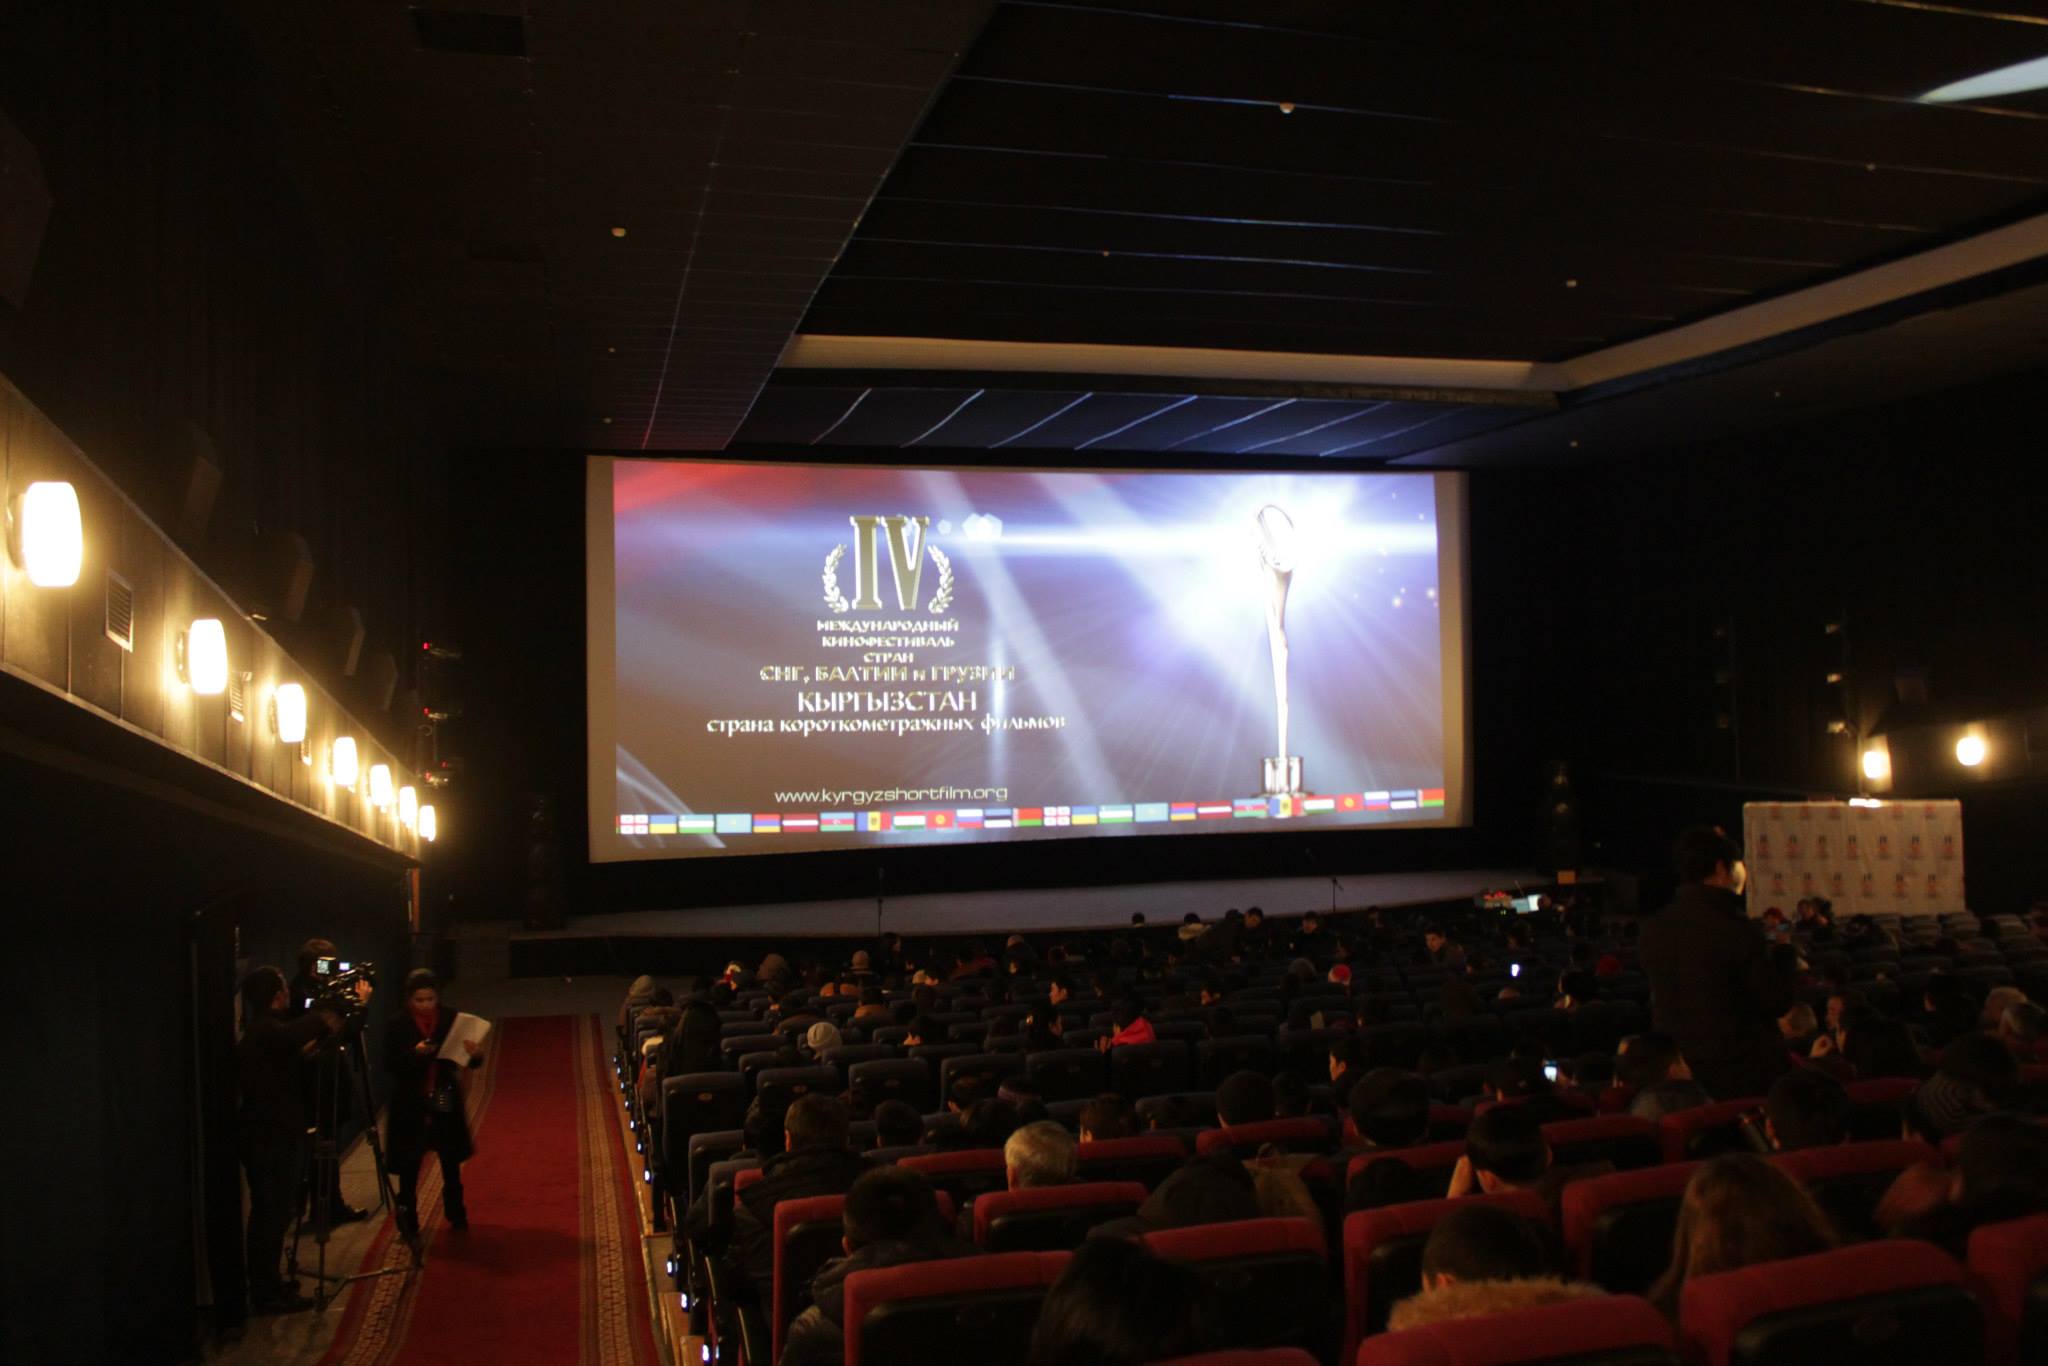 IV
МЕЖДУНАРОДНЫЙ
КИНОФЕСТИВАЛЬ
СТРАН
СНГ, БАЛТИИ и ГРУЗИИ
КЫРГЫЗСТАН
страна короткометражных фильмов
www.kyrgyzshortfilm.org